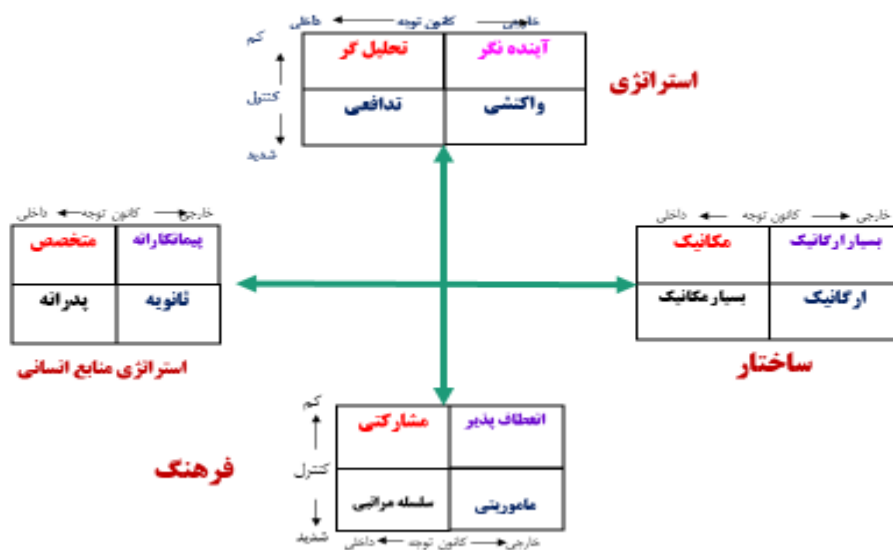 خارجی کانون توجه داخلی
کم
کنترل
شدید
آینده نگر تحلیل گر
واکنشی تدافعی
استراتژی
خارجی کانون توجه داخلی
بسیار ارگانیک مکانیک
ارگانیک بسیار مکانیک
ساختار
خارجی کانون توجه داخلی
پیمانکارانه متخصص
ثانویه پدرانه
استراتژی منابع انسانی
کم
کنترل
شدید
انعطاف پذیر مشارکتی
ماموریتی سلسله مراتبی
فرهنگ
خارجی کانون توجه داخلی